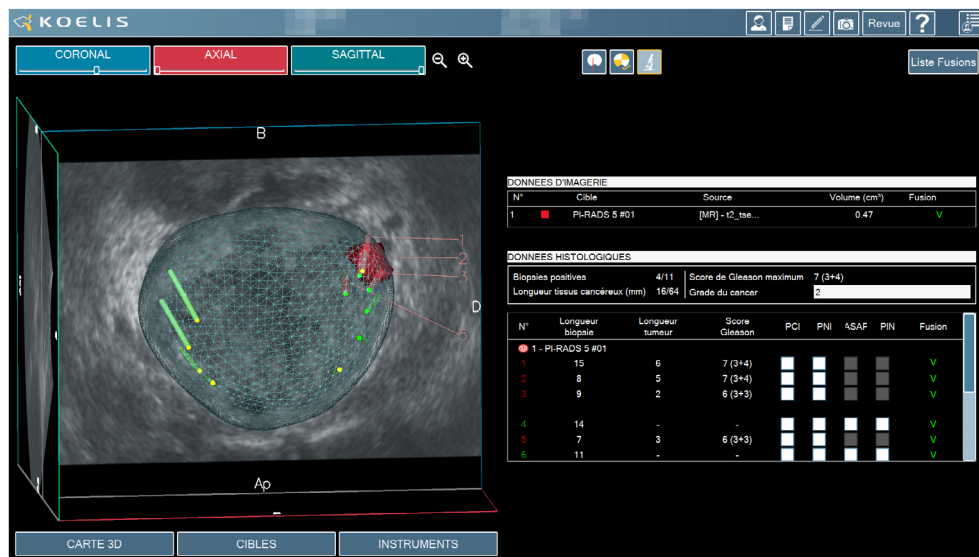 KOELIS
Revue
?
CORONAL
AXIAL
SAGITTAL
Liste Fusions
B
1
2
3
5
D
Ap
DONNEES D'IMAGERIE
N° Cible Source Volume (cm³) Fusion
1 PI-RADS 5 #01 [MR] - t2_tse... 0.47 V
DONNEES HISTOLOGIQUES
Biopsies positives 4/11 Score de Gleason maximum 7 (3+4)
Longueur tissus cancéreux (mm) 16/64 Grade du cancer 2
N° Longueur biopsie Longueur tumeur Score Gleason PCI PNI ASAF PIN Fusion
1 - PI-RADS 5 #01
1 15 6 7 (3+4) V
2 8 5 7 (3+4) V
3 9 2 6 (3+3) V
4 14 - - V
5 7 3 6 (3+3) V
6 11 - - V
CARTE 3D
CIBLES
INSTRUMENTS